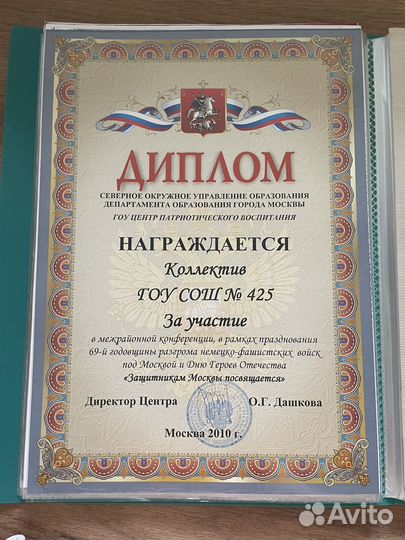 ДИПЛОМ
СЕВЕРНОЕ ОКРУЖНОЕ УПРАВЛЕНИЕ ОБРАЗОВАНИЯ
ДЕПАРТАМЕНТА ОБРАЗОВАНИЯ ГОРОДА МОСКВЫ
ГОУ ЦЕНТР ПАТРИОТИЧЕСКОГО ВОСПИТАНИЯ
НАГРАЖДАЕТСЯ
Коллектив
ГОУ СОШ № 425
За участие
в межрайонной конференции, в рамках празднования
69-й годовщины разгрома немецко-фашистских войск
под Москвой и Дню Героев Отечества
«Защитникам Москвы посвящается»
Директор Центра О.Г. Дашкова
Москва 2010 г.
Avito